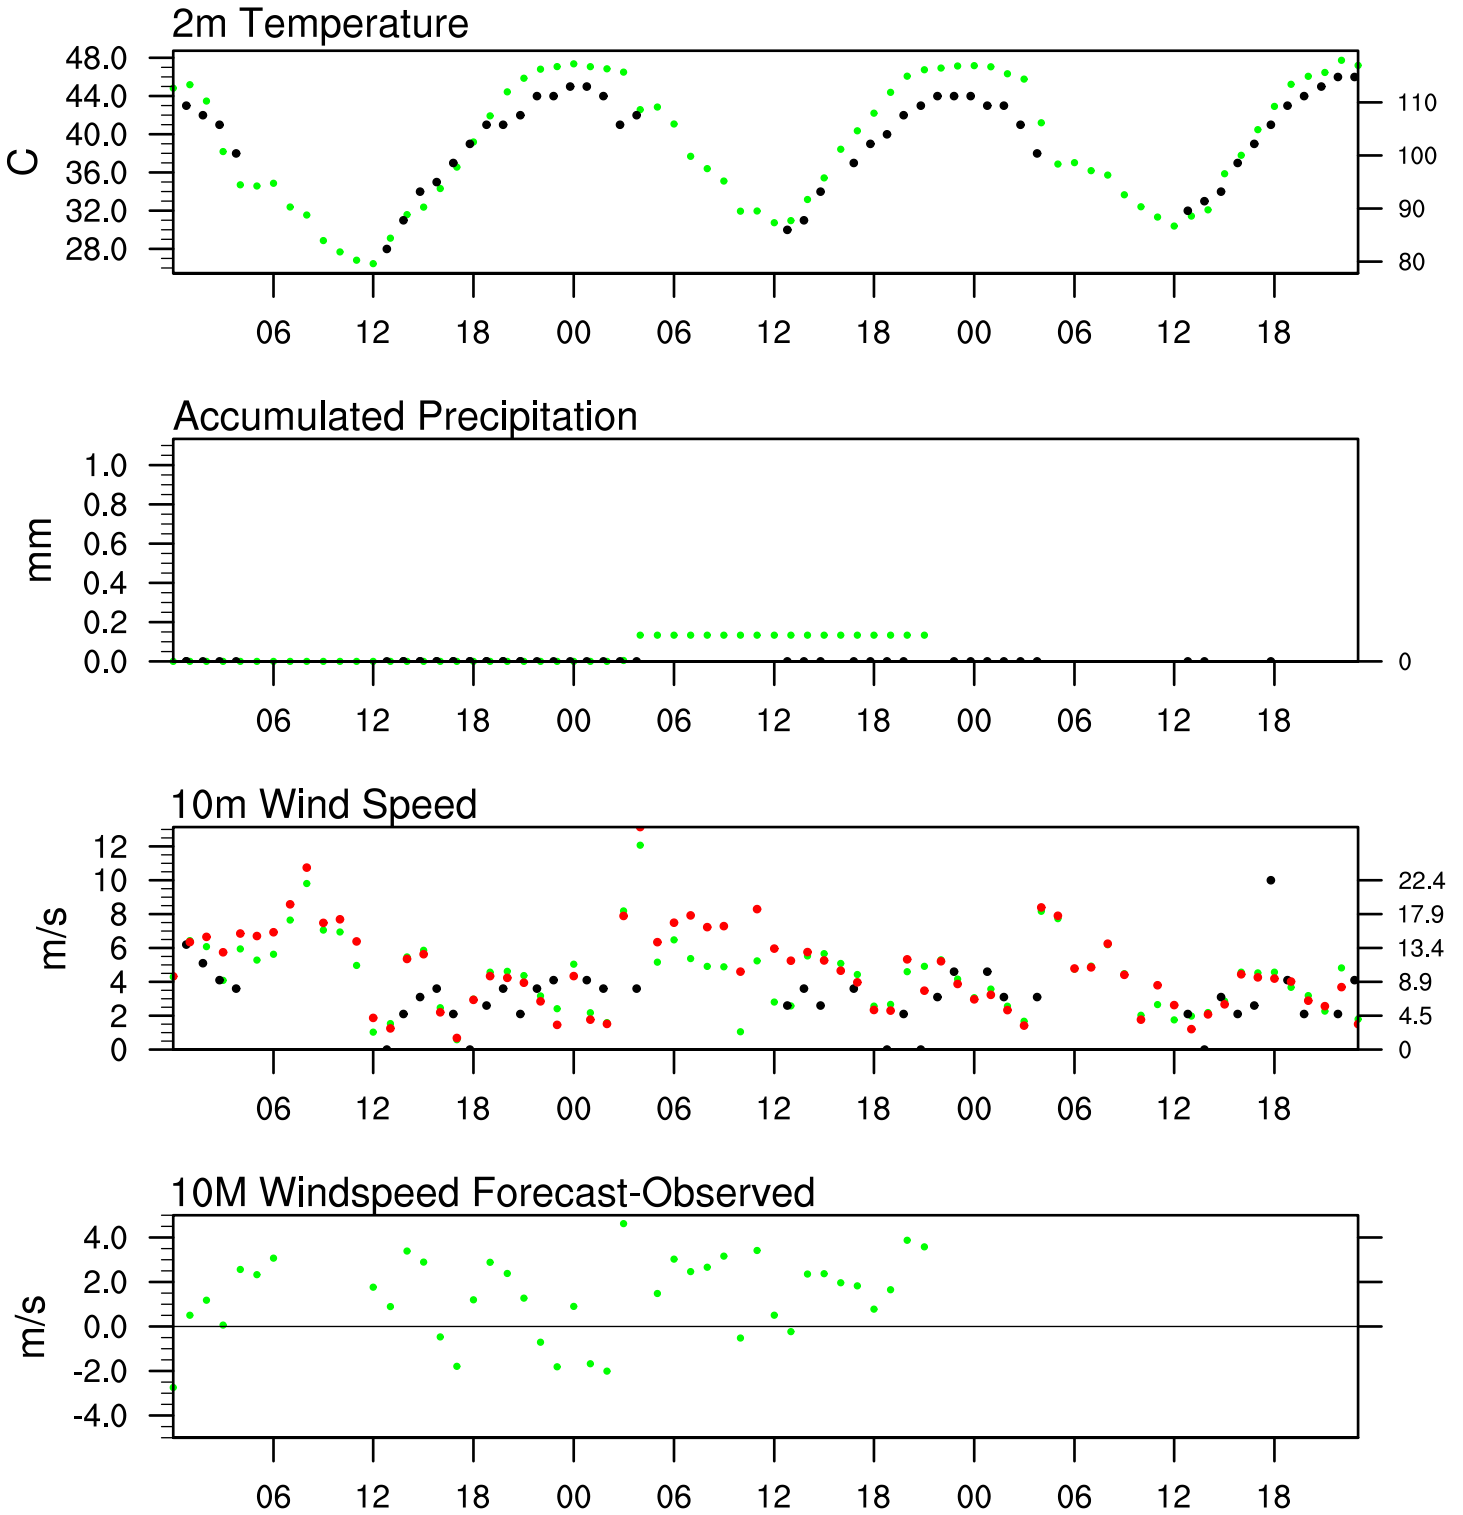 2m Temperature
48.0
44.0
40.0
36.0
32.0
28.0
C
110
100
90
80
06 12 18 00 06 12 18 00 06 12 18
Accumulated Precipitation
1.0
0.8
0.6
0.4
0.2
0.0
mm
0
06 12 18 00 06 12 18 00 06 12 18
10m Wind Speed
12
10
8
6
4
2
0
m/s
22.4
17.9
13.4
8.9
4.5
0
06 12 18 00 06 12 18 00 06 12 18
10M Windspeed Forecast-Observed
4.0
2.0
0.0
-2.0
-4.0
m/s
06 12 18 00 06 12 18 00 06 12 18